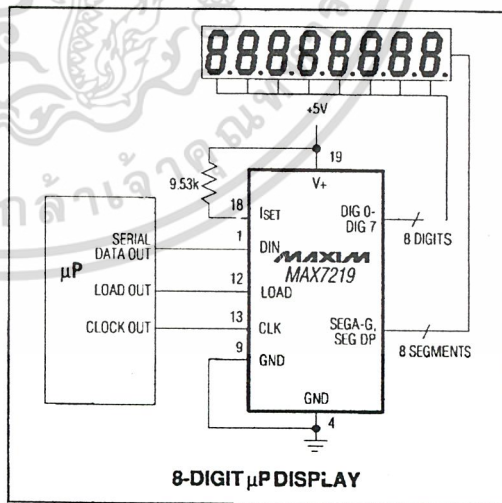 8.8.8.8.8.8.8.8.
+5V
19
9.53k
V+
18
ISET
DIG 0-
DIG 7
8 DIGITS
SERIAL
DATA OUT
1
DIN
MAXIM
MAX7219
μP
LOAD OUT
12
LOAD
CLOCK OUT
13
CLK
SEGA-G,
SEG DP
8 SEGMENTS
9
GND
GND
4
8-DIGIT μP DISPLAY